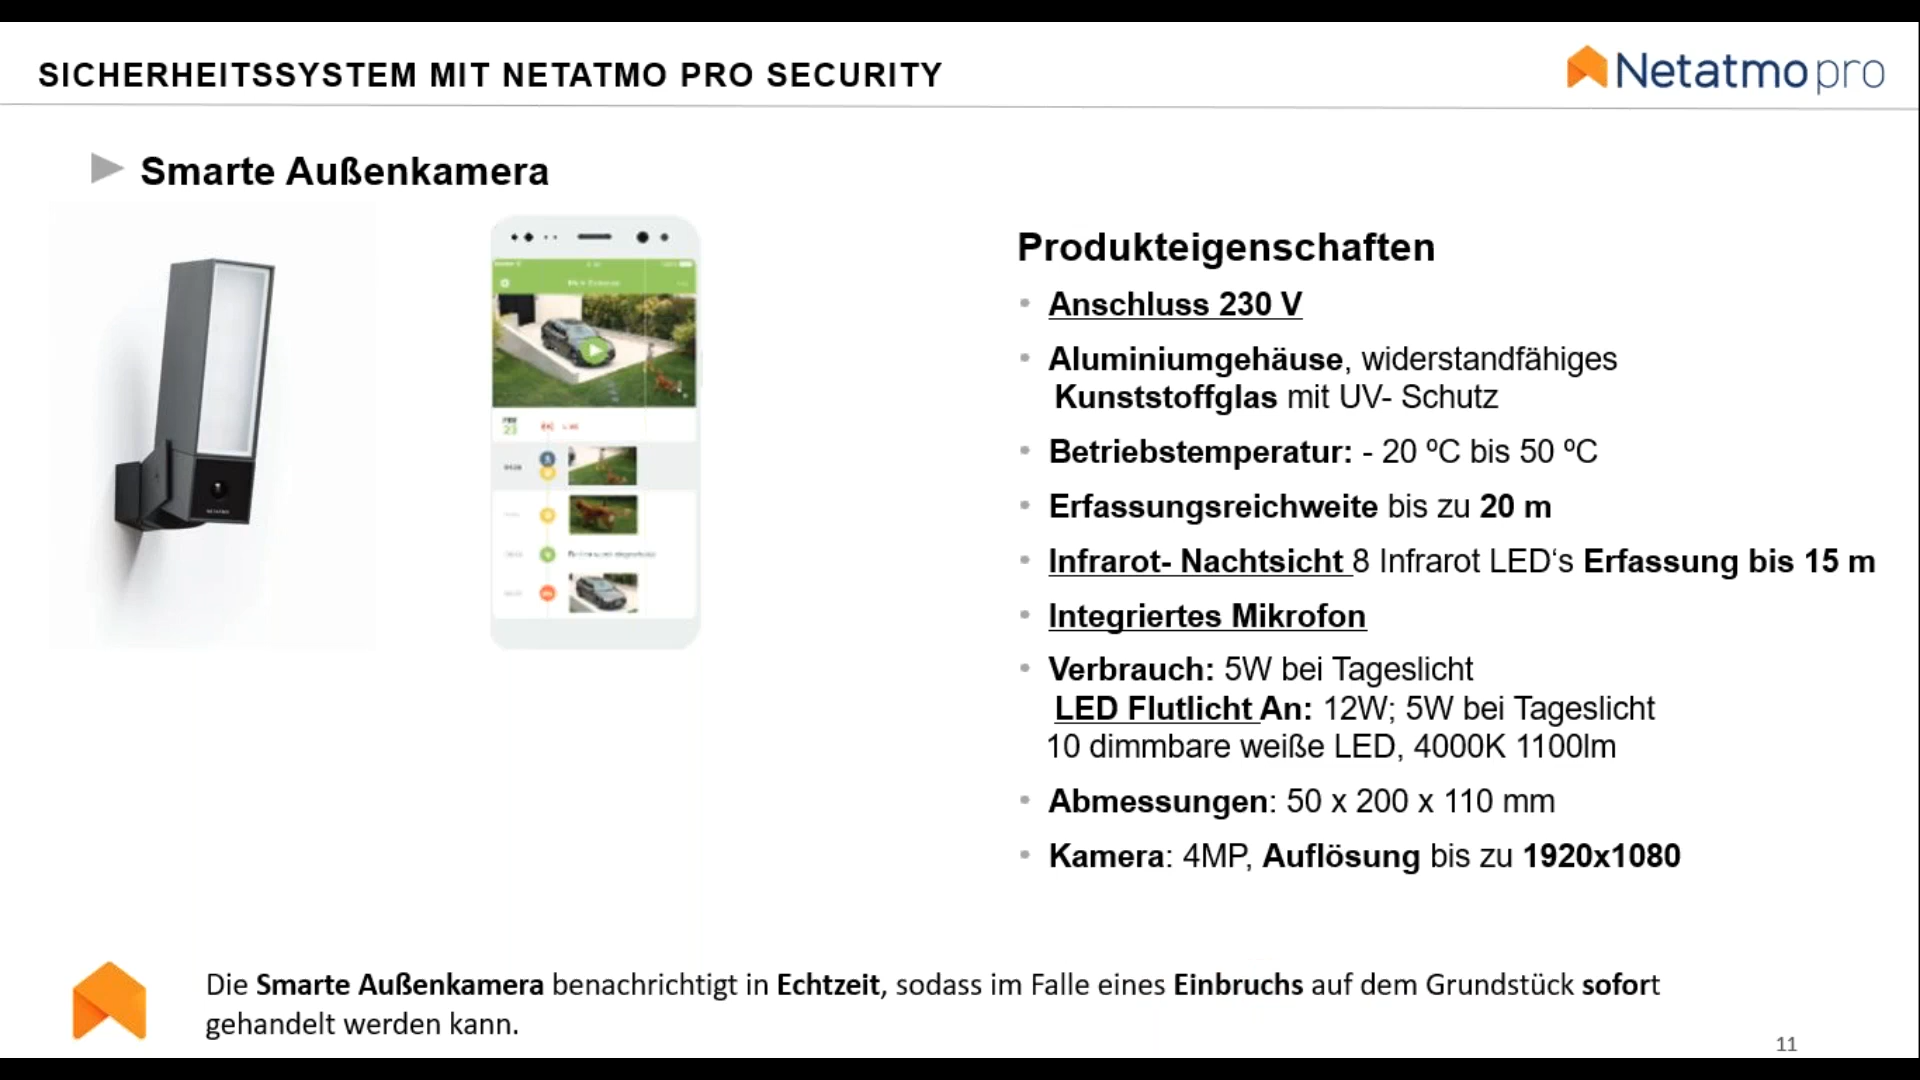 SICHERHEITSSYSTEM MIT NETATMO PRO SECURITY
Netatmo pro
Smarte Außenkamera
Produkteigenschaften
Anschluss 230 V
Aluminiumgehäuse, widerstandfähiges
Kunststoffglas mit UV- Schutz
Betriebstemperatur: - 20 ºC bis 50 ºC
Erfassungsreichweite bis zu 20 m
Infrarot- Nachtsicht 8 Infrarot LED‘s Erfassung bis 15 m
Integriertes Mikrofon
Verbrauch: 5W bei Tageslicht
LED Flutlicht An: 12W; 5W bei Tageslicht
10 dimmbare weiße LED, 4000K 1100lm
Abmessungen: 50 x 200 x 110 mm
Kamera: 4MP, Auflösung bis zu 1920x1080
NETATMO
23
Die Smarte Außenkamera benachrichtigt in Echtzeit, sodass im Falle eines Einbruchs auf dem Grundstück sofort
gehandelt werden kann.
11